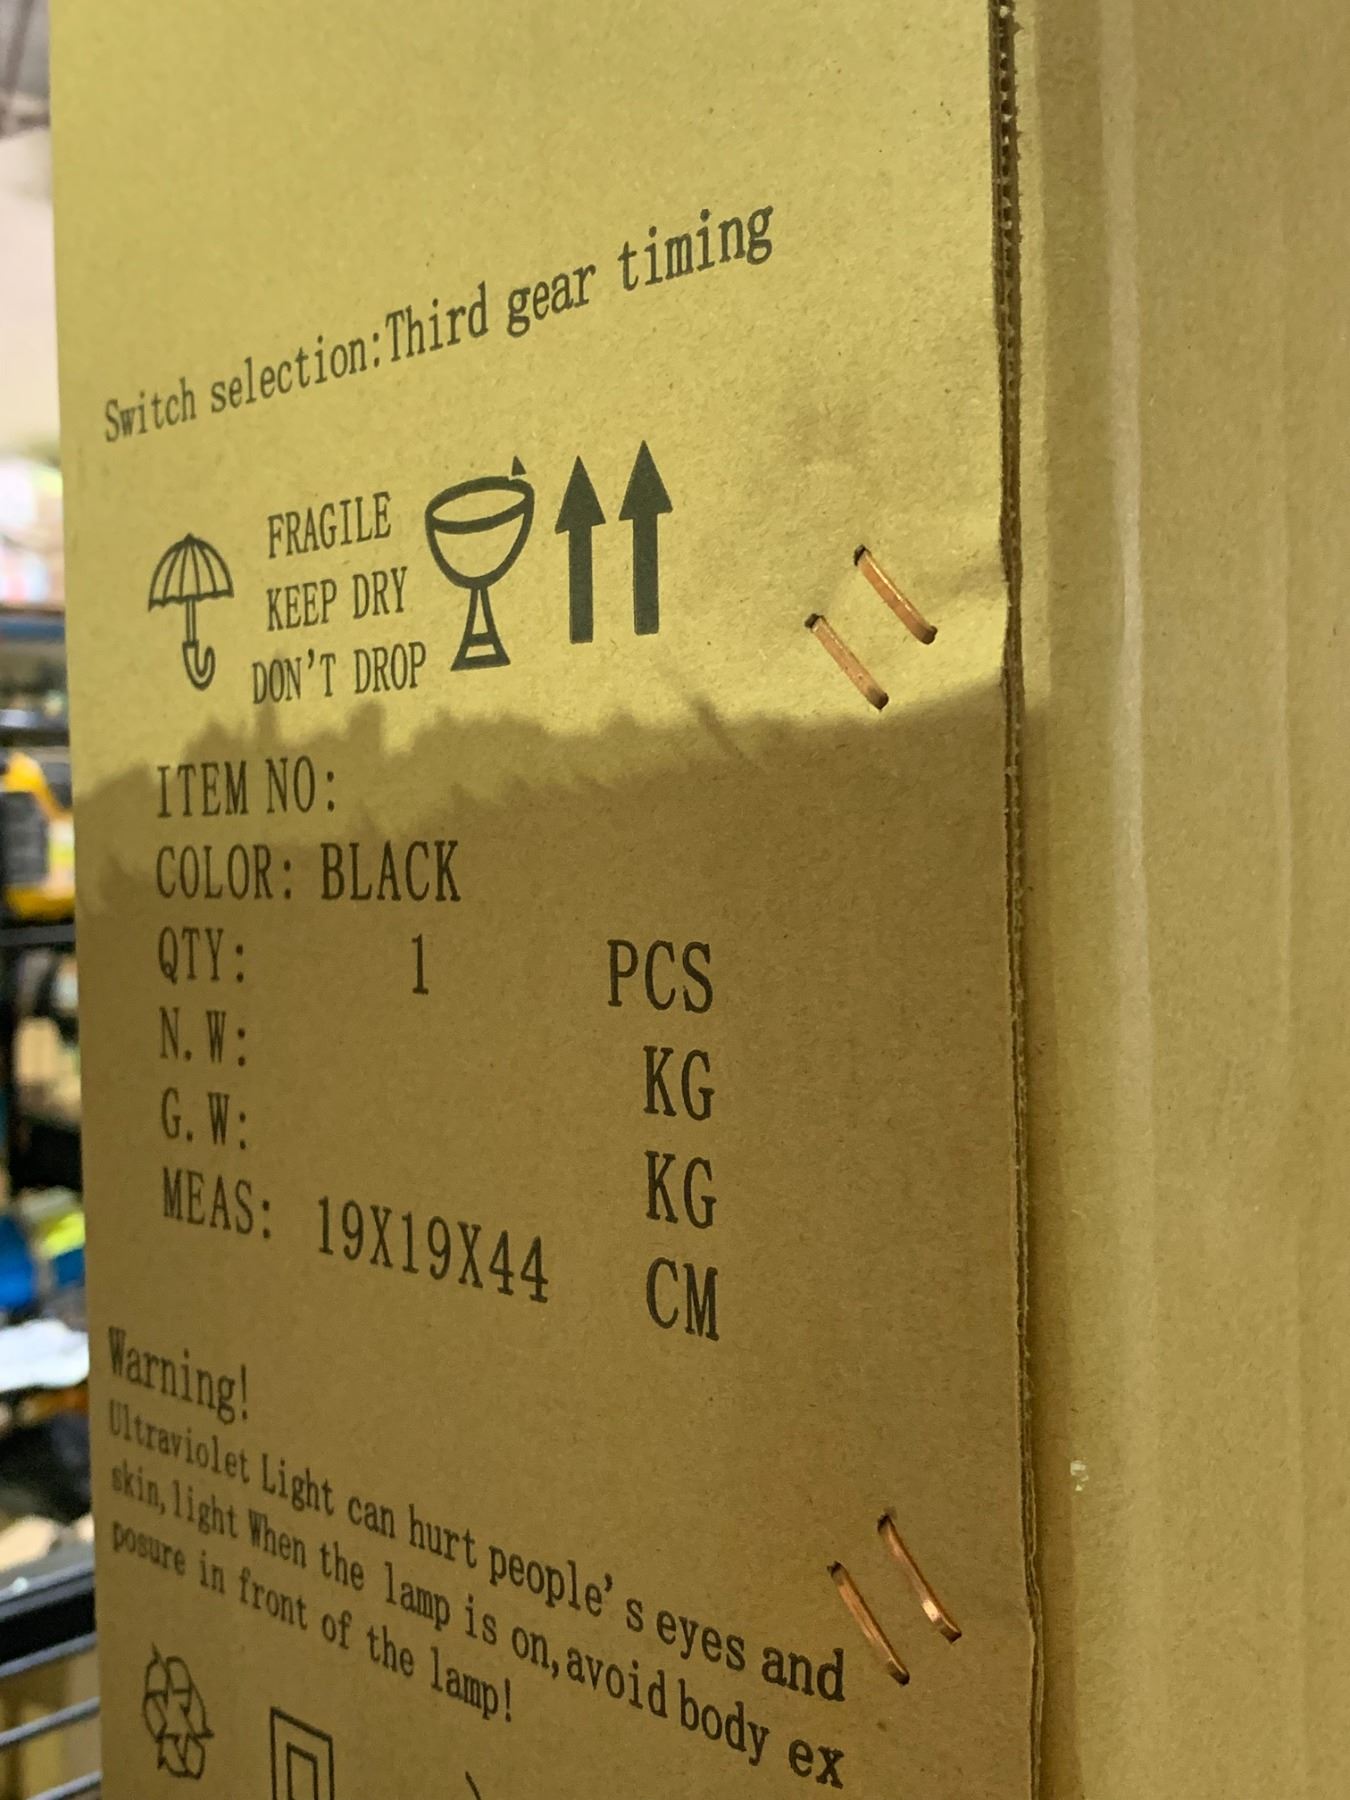 Switch selection:Third gear timing
FRAGILE
KEEP DRY
DON'T DROP
ITEM NO:
COLOR: BLACK
QTY: 1 PCS
N.W: KG
G.W: KG
MEAS: 19X19X44 CM
Warning!
Ultraviolet Light can hurt people's eyes and
skin,light When the lamp is on,avoid body ex
posure in front of the lamp!